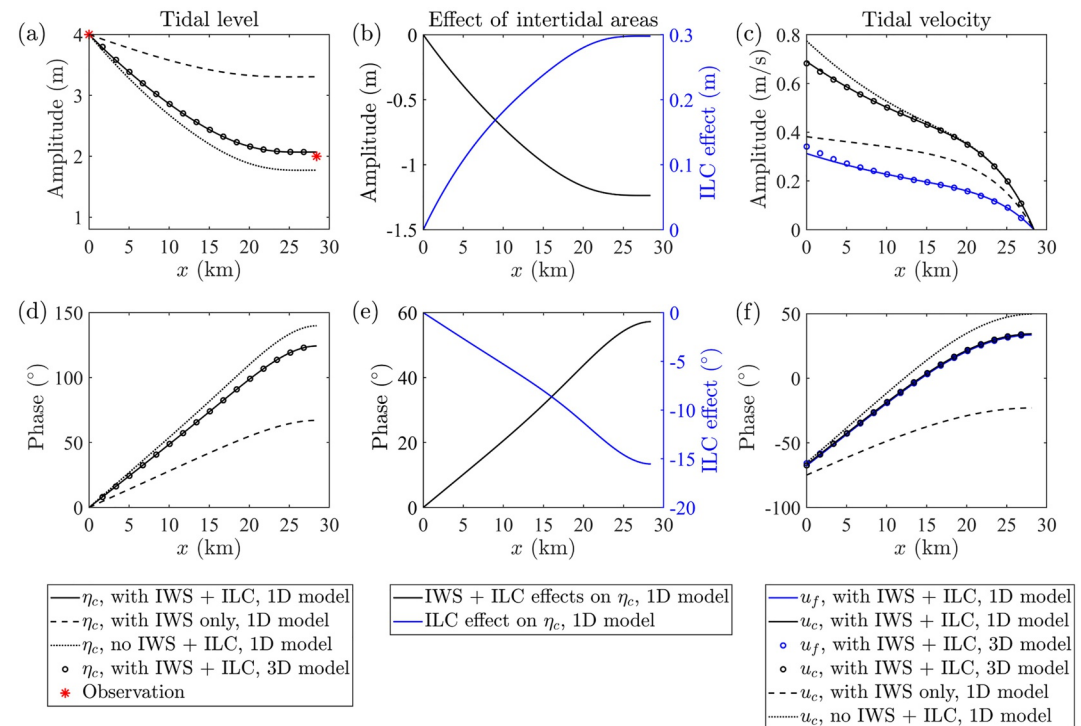 Tidal level
Effect of intertidal areas
Tidal velocity
(a)
4
3
2
1
Amplitude (m)
0 5 10 15 20 25 30
x (km)
(b)
0
-0.5
-1
-1.5
Amplitude (m)
0.3
0.2
0.1
0
ILC effect (m)
0 5 10 15 20 25 30
x (km)
(c)
0.8
0.6
0.4
0.2
0
Amplitude (m/s)
0 5 10 15 20 25 30
x (km)
(d)
150
100
50
0
Phase (°)
0 5 10 15 20 25 30
x (km)
(e)
60
40
20
0
Phase (°)
0
-5
-10
-15
-20
ILC effect (°)
0 5 10 15 20 25 30
x (km)
(f)
50
0
-50
-100
Phase (°)
0 5 10 15 20 25 30
x (km)
η_c, with IWS + ILC, 1D model
η_c, with IWS only, 1D model
η_c, no IWS + ILC, 1D model
η_c, with IWS + ILC, 3D model
Observation
IWS + ILC effects on η_c, 1D model
ILC effect on η_c, 1D model
u_f, with IWS + ILC, 1D model
u_c, with IWS + ILC, 1D model
u_f, with IWS + ILC, 3D model
u_c, with IWS + ILC, 3D model
u_c, with IWS only, 1D model
u_c, no IWS + ILC, 1D model